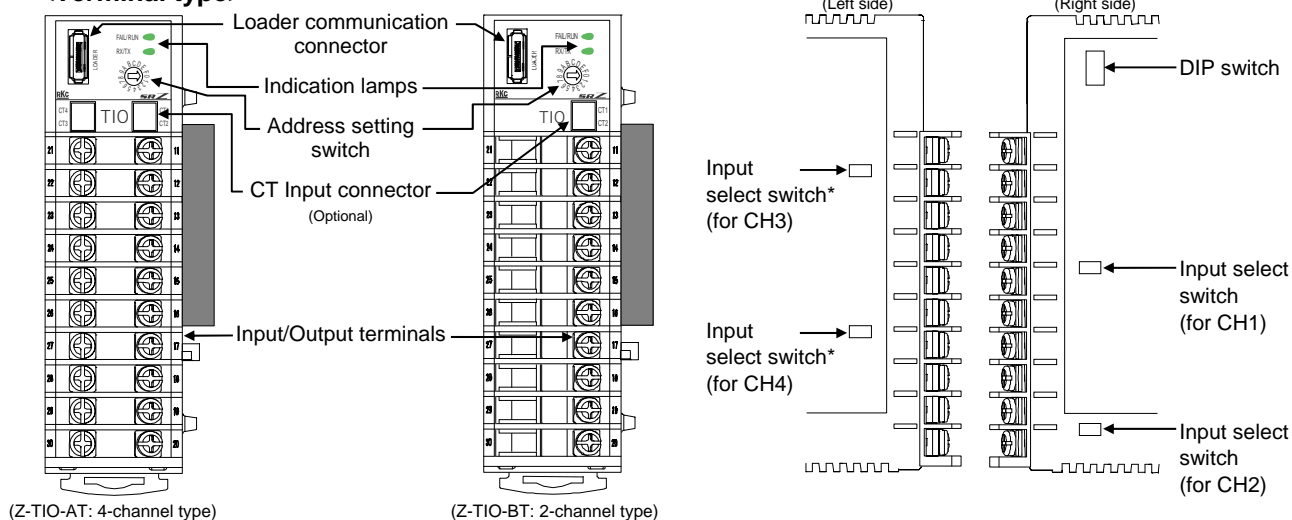 Terminal type
(Left side)
(Right side)
Loader communication
connector
Indication lamps
Address setting
switch
CT Input connector
(Optional)
Input/Output terminals
FAIL/RUN
RX/TX
LOADER
RKC
SRZ
CT4
CT3
TIO
CT2
21
11
22
12
23
13
24
14
25
15
26
16
27
17
28
18
29
19
30
20
(Z-TIO-AT: 4-channel type)
FAIL/RUN
RX/TX
RKC
SRZ
TIO
CT1
CT2
(Z-TIO-BT: 2-channel type)
Input
select switch*
(for CH3)
Input
select switch*
(for CH4)
DIP switch
Input select
switch
(for CH1)
Input select
switch
(for CH2)